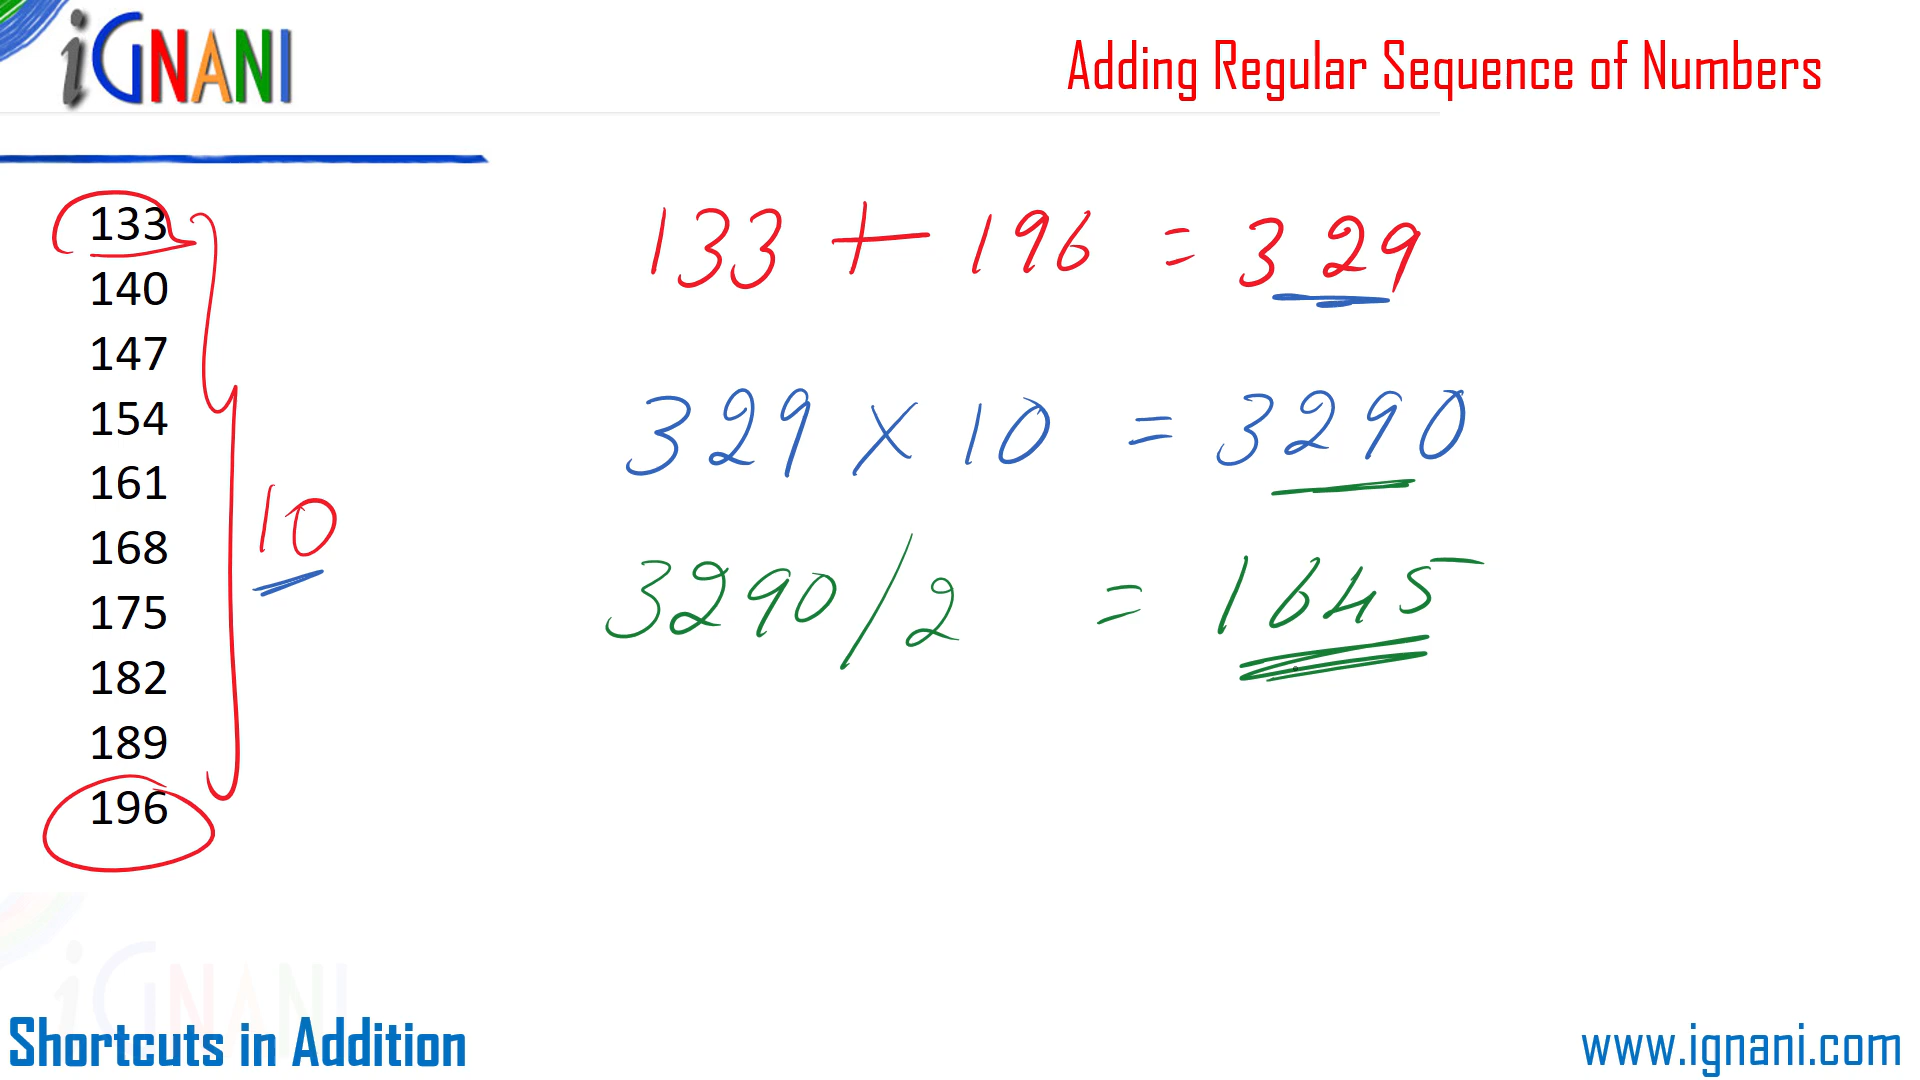 iGNANI
Adding Regular Sequence of Numbers
133
140
147
154
161
168
175
182
189
196
10
133 + 196 = 329
329 × 10 = 3290
3290/2 = 1645
iGNANI
Shortcuts in Addition
www.ignani.com